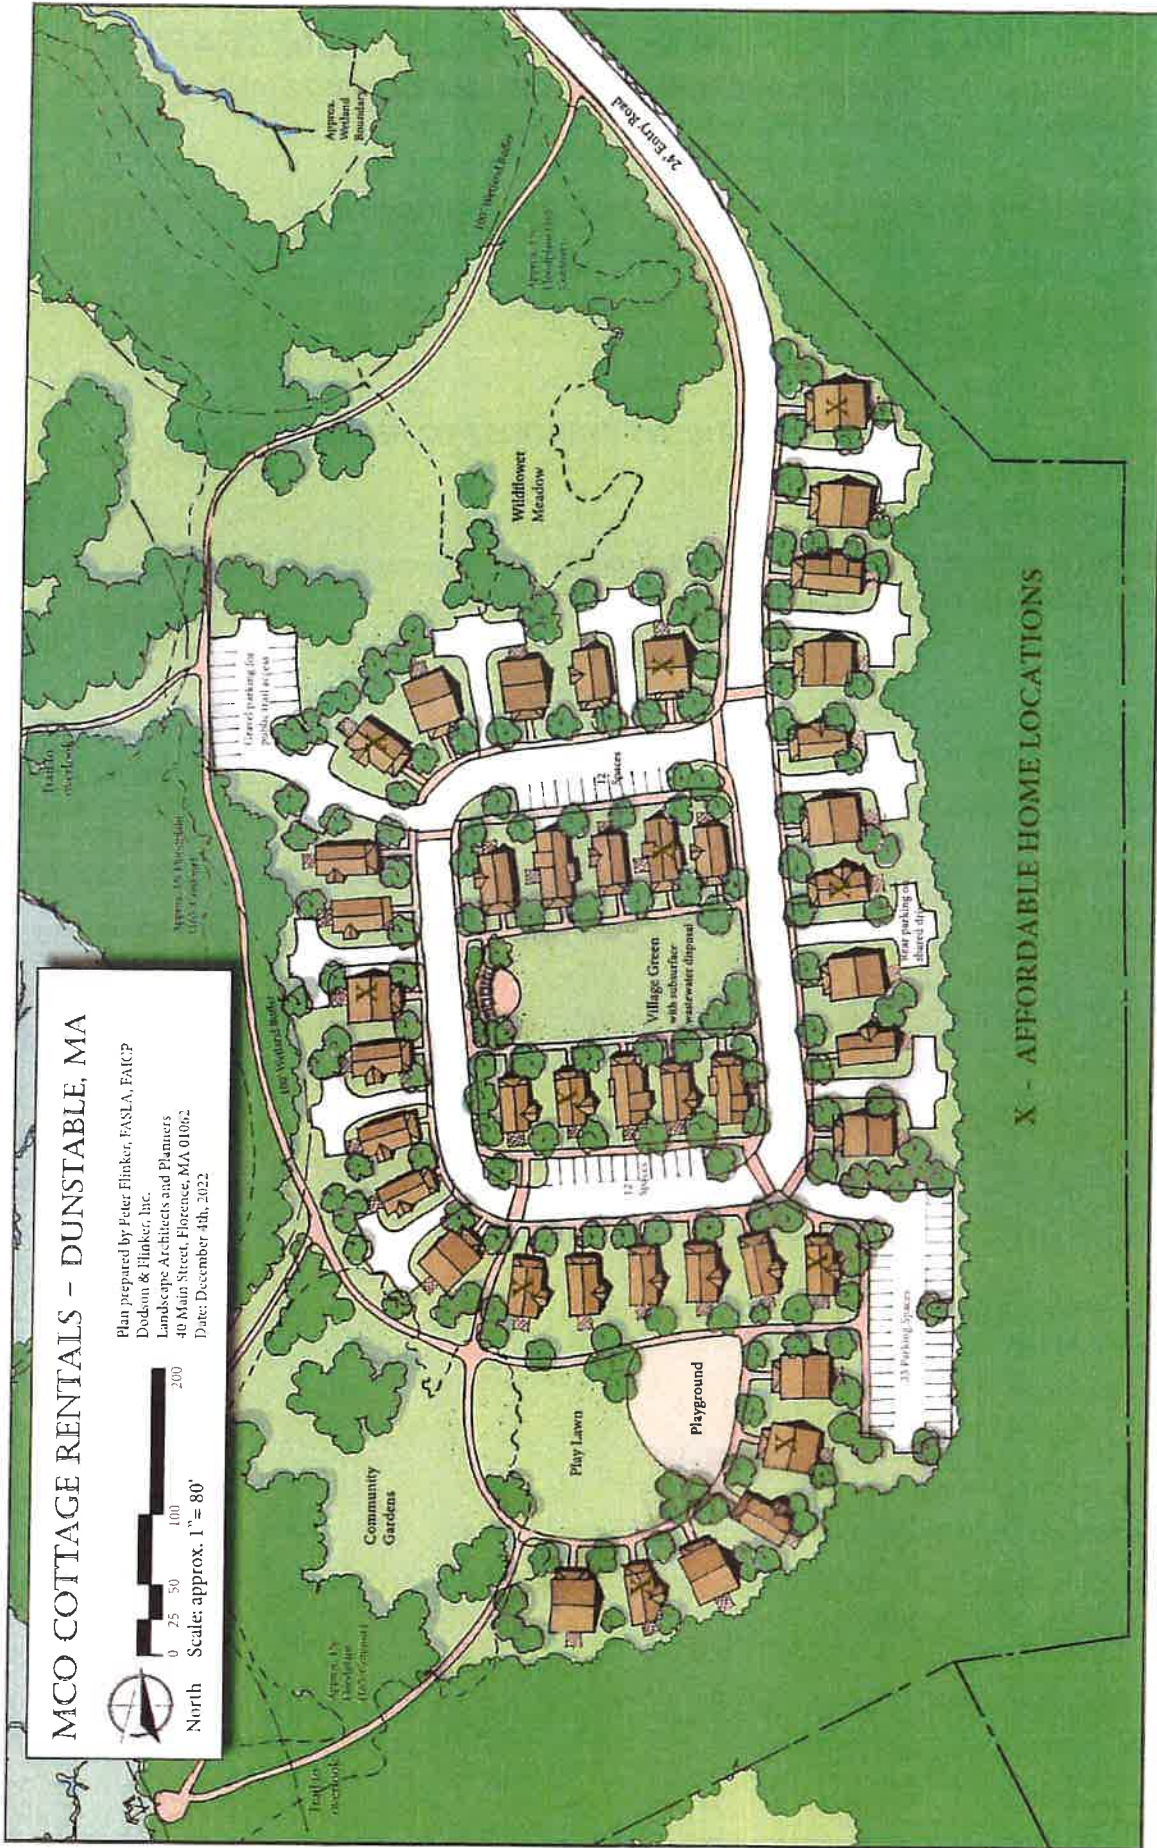 MCO COTTAGE RENTALS - DUNSTABLE, MA
Plan prepared by Peter Flinker, FASLA, FAICP
Dodson & Flinker, Inc.
Landscape Architects and Planners
40 Main Street, Florence, MA 01062
Date: December 4th, 2022
0 25 50 100 200
North Scale: approx. 1"= 80'
Approx.
Wetland
Boundary
100' Wetland Buffer
24' Entry Road
Wildflower
Meadow
Trail to
overlook
Gravel parking for
public trail access
100' Wetland Buffer
12
Spaces
Village Green
with subsurface
wastewater disposal
Rear parking on
shared drive
12
Spaces
33 Parking Spaces
Playground
Play Lawn
Community
Gardens
Trail to
overlook
X
X
X
X
X
X
X
X
X
X
X
X
X - AFFORDABLE HOME LOCATIONS